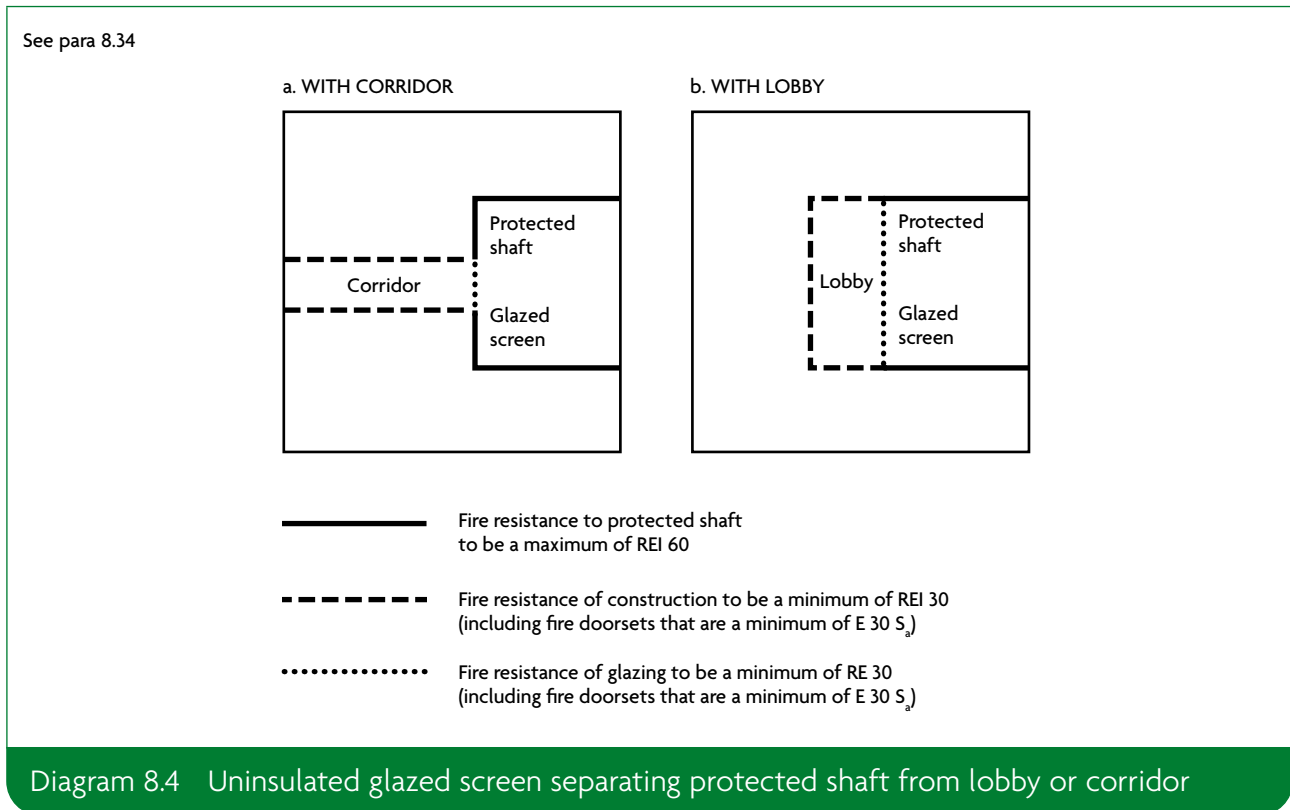 See para 8.34
a. WITH CORRIDOR
Protected
shaft
Corridor
Glazed
screen
b. WITH LOBBY
Protected
shaft
Lobby
Glazed
screen
Fire resistance to protected shaft
to be a maximum of REI 60
Fire resistance of construction to be a minimum of REI 30
(including fire doorsets that are a minimum of E 30 Sa)
Fire resistance of glazing to be a minimum of RE 30
(including fire doorsets that are a minimum of E 30 Sa)
Diagram 8.4 Uninsulated glazed screen separating protected shaft from lobby or corridor